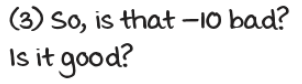 (3) So, is that -10 bad?
Is it good?